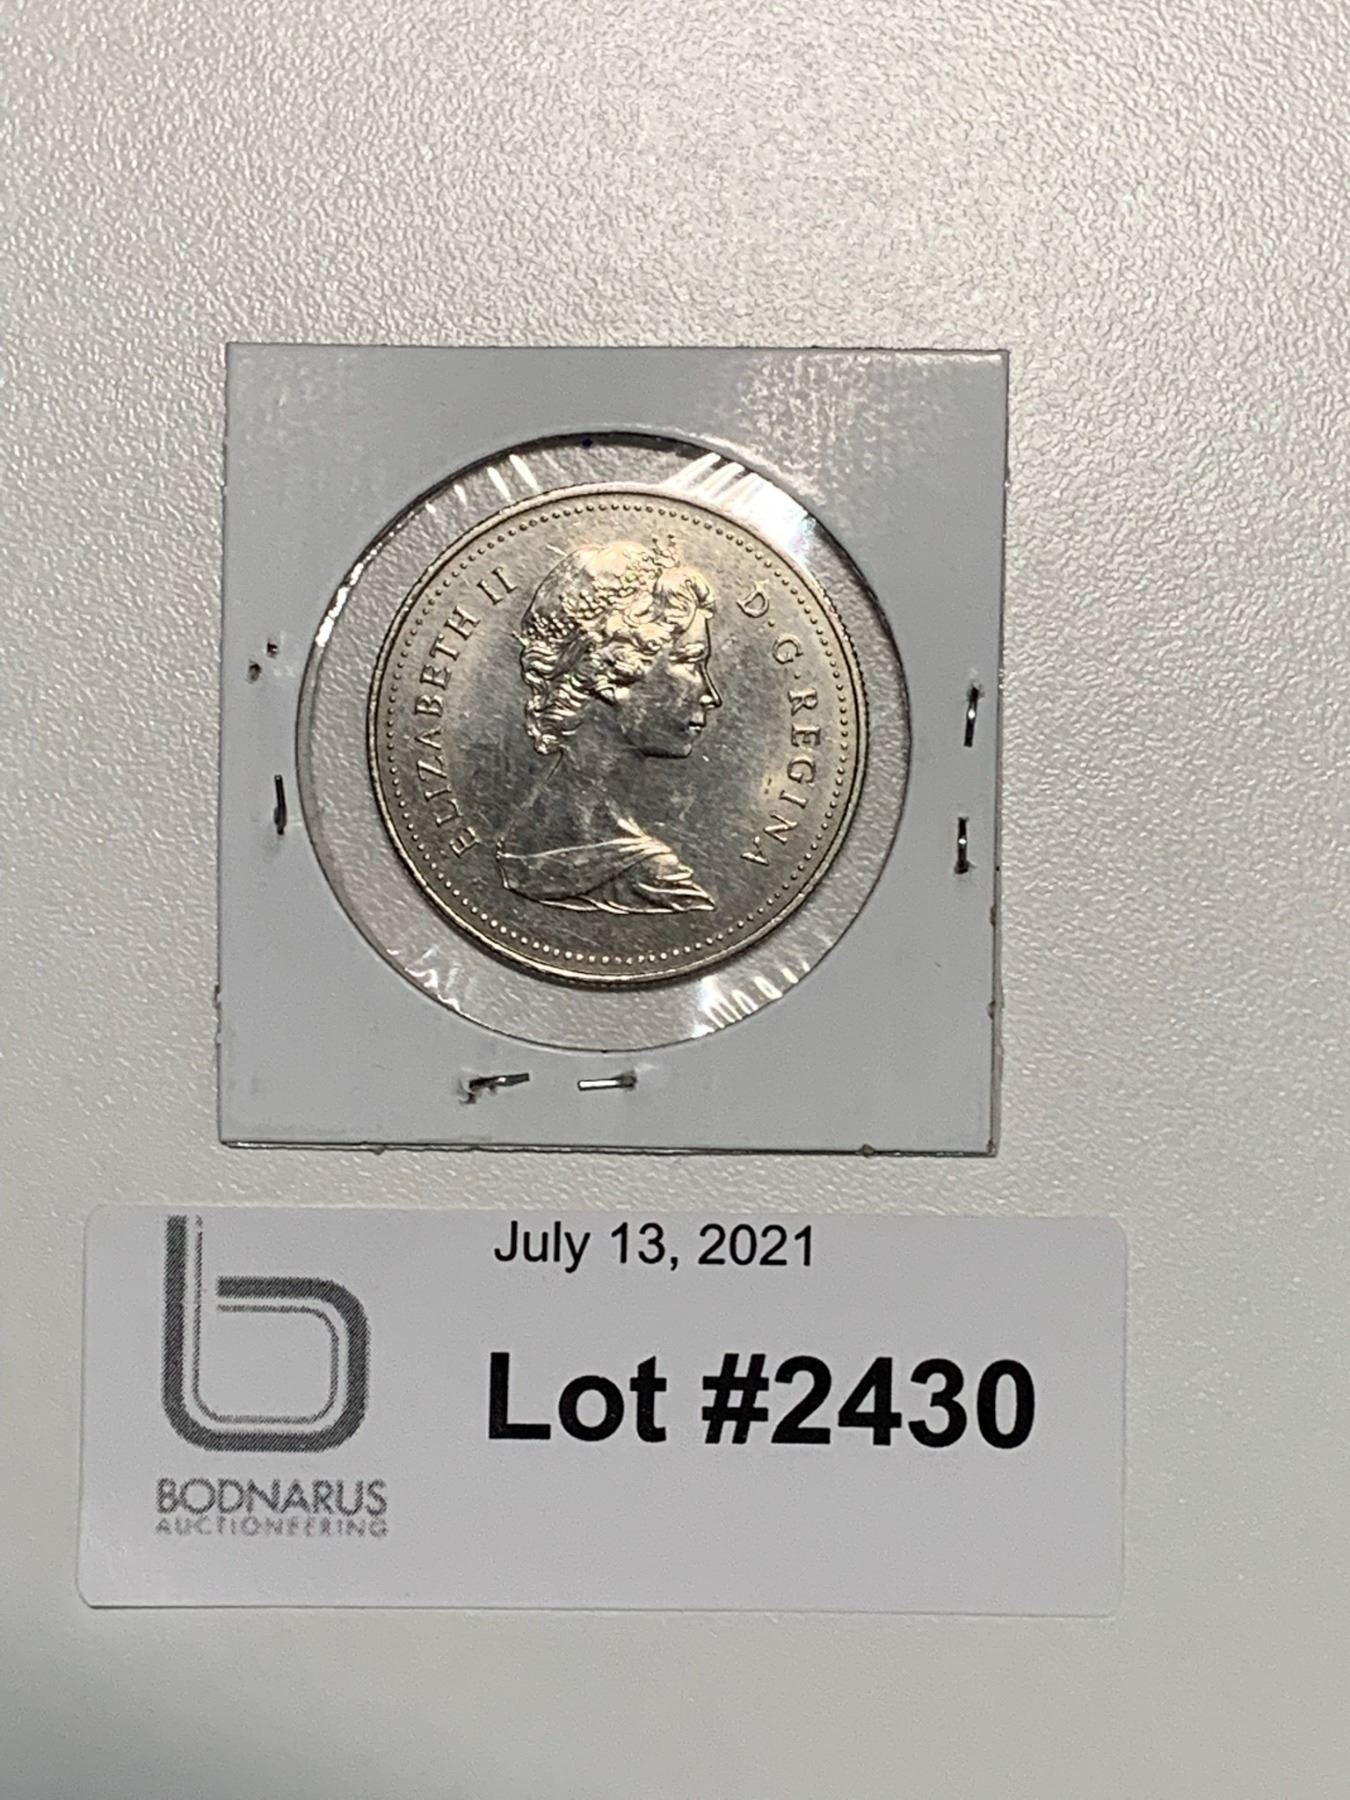 ELIZABETH II D·G·REGINA
July 13, 2021
Lot #2430
BODNARUS
AUCTIONEERING